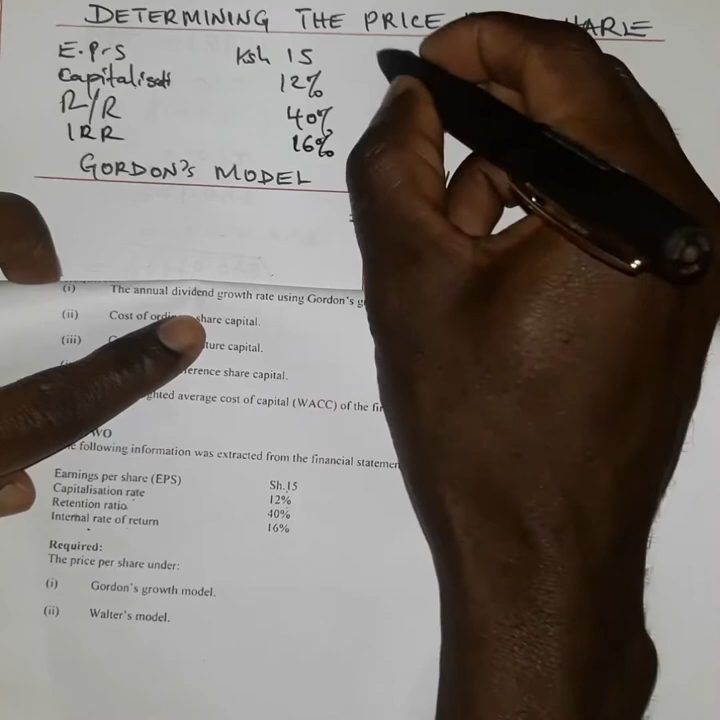 DETERMINING THE PRICE HARE
E.P.S Ksh 15
Capitalisati 12%
R/R 40%
IRR 16%
GORDON'S MODEL
(i) The annual dividend growth rate using Gordon's g
(ii) Cost of ordin share capital.
(iii) ture capital.
ference share capital.
ghted average cost of capital (WACC) of the fir
WO
e following information was extracted from the financial statemen
Earnings per share (EPS) Sh.15
Capitalisation rate 12%
Retention ratio 40%
Internal rate of return 16%
Required:
The price per share under:
(i) Gordon's growth model.
(ii) Walter's model.